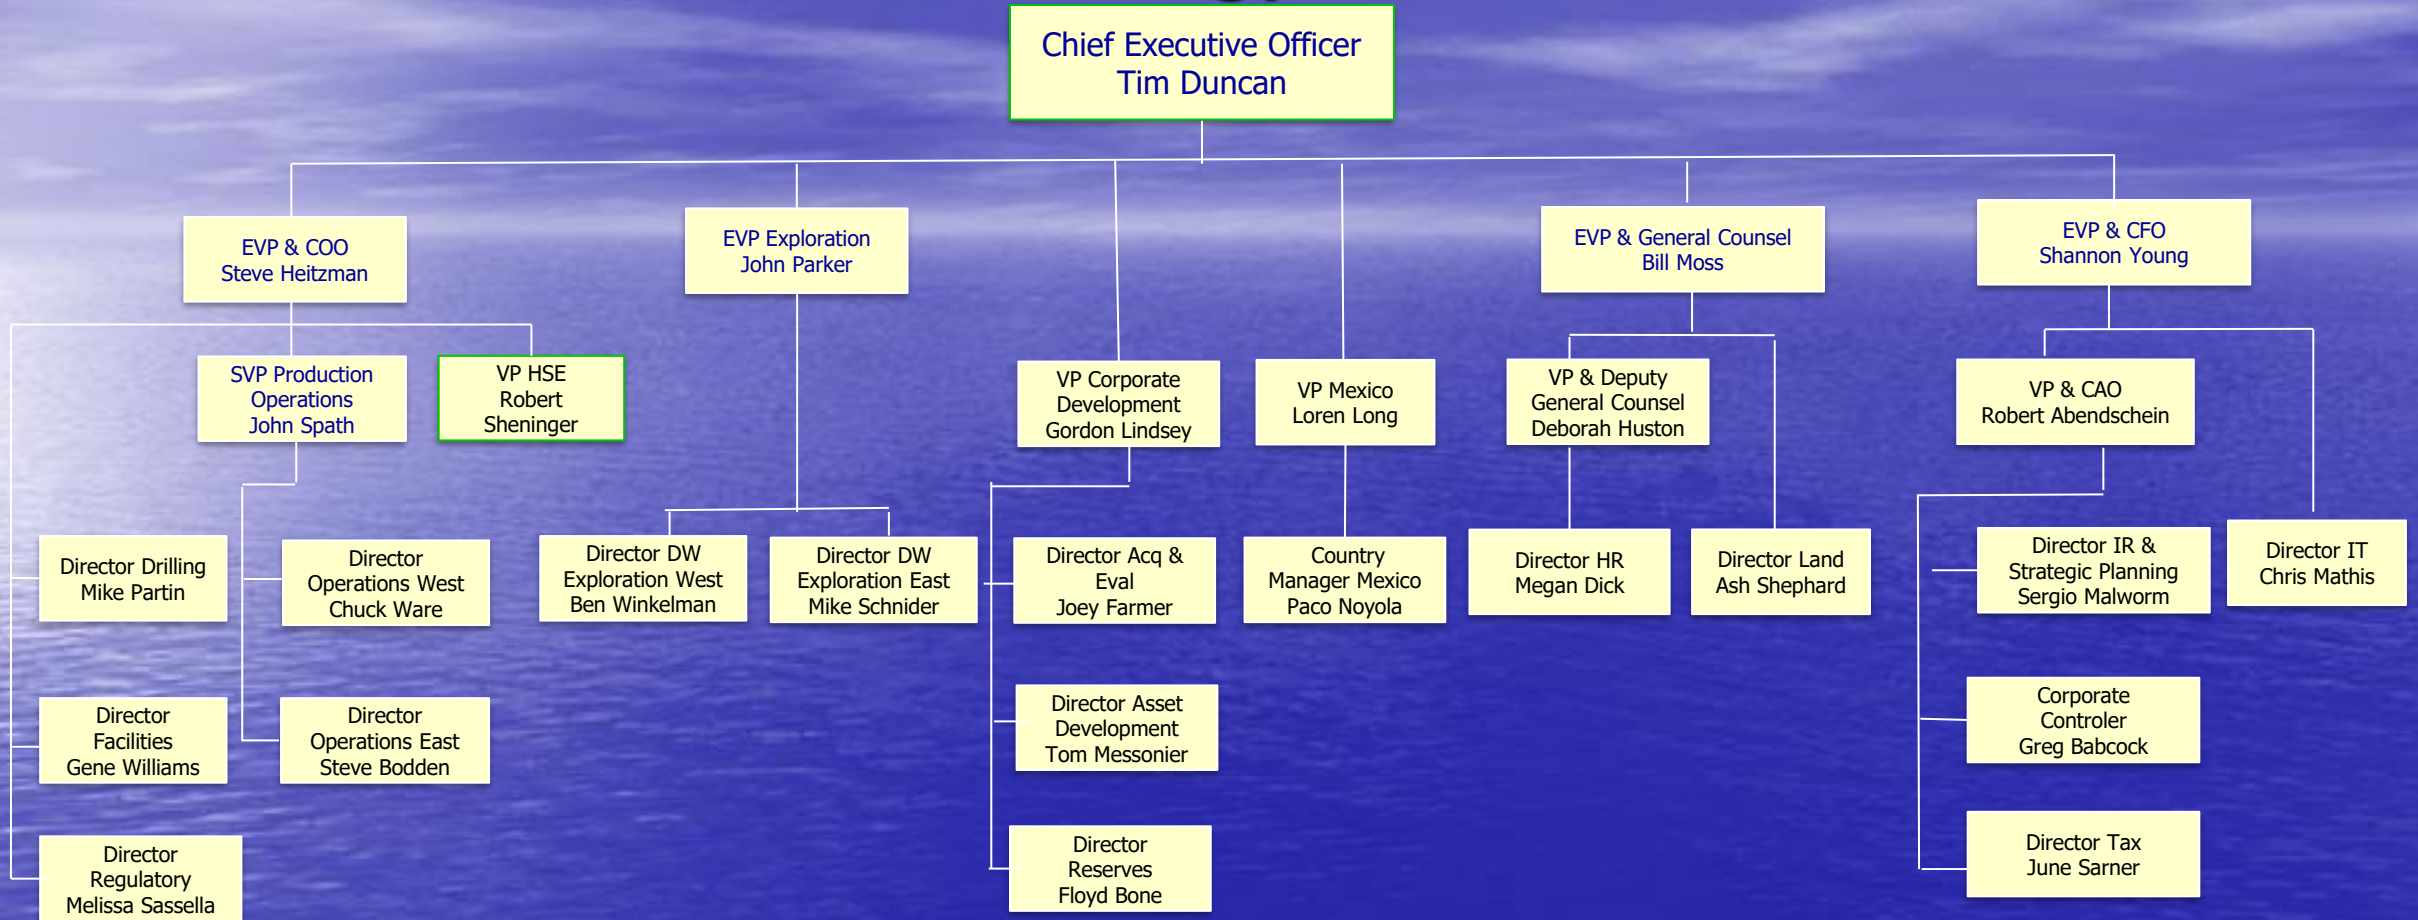 Chief Executive Officer
Tim Duncan
EVP & COO
Steve Heitzman
EVP Exploration
John Parker
EVP & General Counsel
Bill Moss
EVP & CFO
Shannon Young
SVP Production
Operations
John Spath
VP HSE
Robert
Sheninger
VP Corporate
Development
Gordon Lindsey
VP Mexico
Loren Long
VP & Deputy
General Counsel
Deborah Huston
VP & CAO
Robert Abendschein
Director Drilling
Mike Partin
Director
Operations West
Chuck Ware
Director DW
Exploration West
Ben Winkelman
Director DW
Exploration East
Mike Schnider
Director Acq &
Eval
Joey Farmer
Country
Manager Mexico
Paco Noyola
Director HR
Megan Dick
Director Land
Ash Shephard
Director IR &
Strategic Planning
Sergio Malworm
Director IT
Chris Mathis
Director
Facilities
Gene Williams
Director
Operations East
Steve Bodden
Director Asset
Development
Tom Messonier
Corporate
Controler
Greg Babcock
Director
Regulatory
Melissa Sassella
Director
Reserves
Floyd Bone
Director Tax
June Sarner